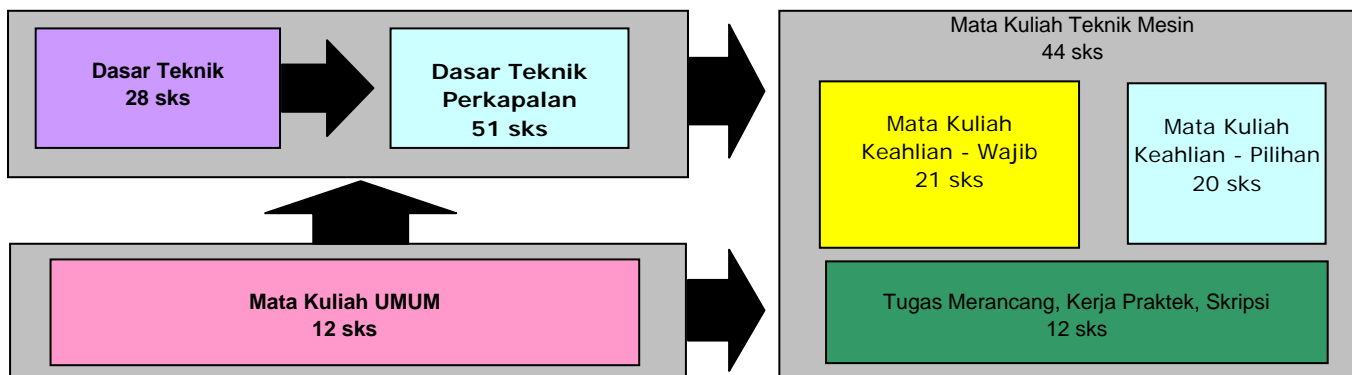 Dasar Teknik
28 sks
Dasar Teknik
Perkapalan
51 sks
Mata Kuliah UMUM
12 sks
Mata Kuliah Teknik Mesin
44 sks
Mata Kuliah
Keahlian - Wajib
21 sks
Mata Kuliah
Keahlian - Pilihan
20 sks
Tugas Merancang, Kerja Praktek, Skripsi
12 sks